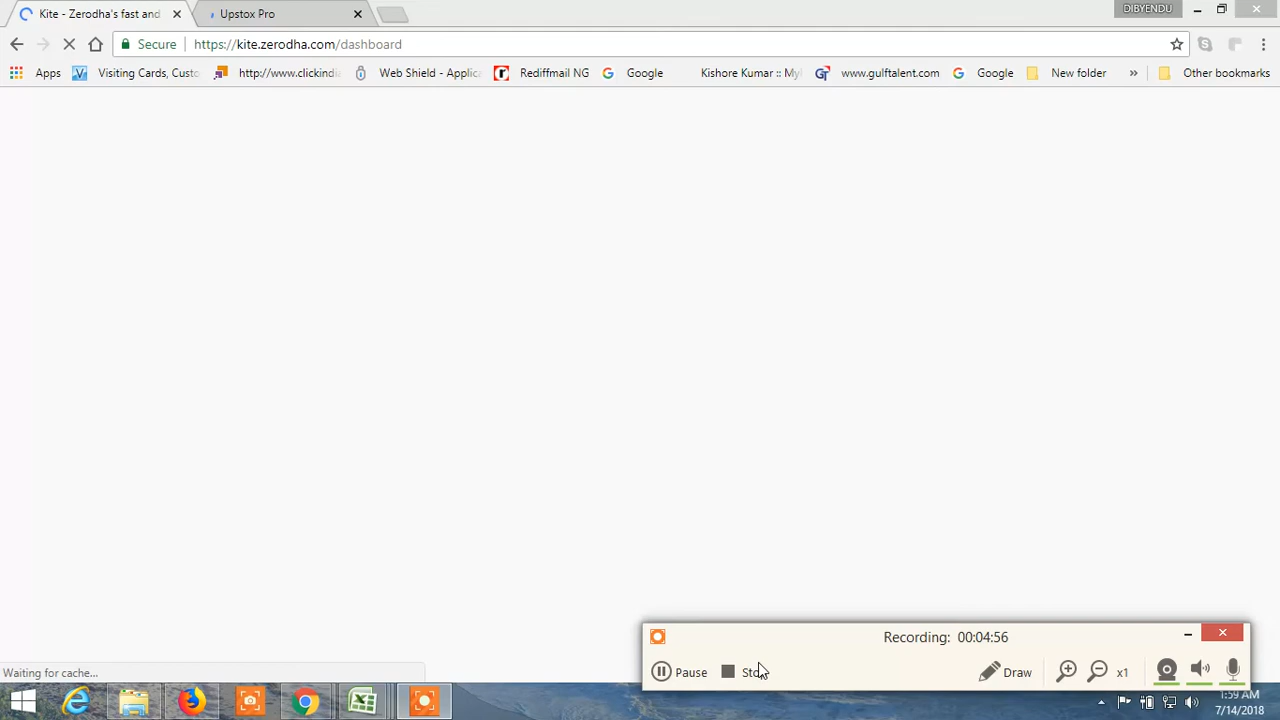 Kite - Zerodha's fast and
Upstox Pro
DIBYENDU
Secure
https://kite.zerodha.com/dashboard
Apps
Visiting Cards, Custo
http://www.clickindi
Web Shield - Applica
Rediffmail NG
Google
Kistjre Kumar :: My
www.gulftalent.com
Google
New folder
»
Other bookmarks
Recording: 00:04:56
Waiting for cache...
Pause
Draw
x1
1:59 AM
7/14/2018